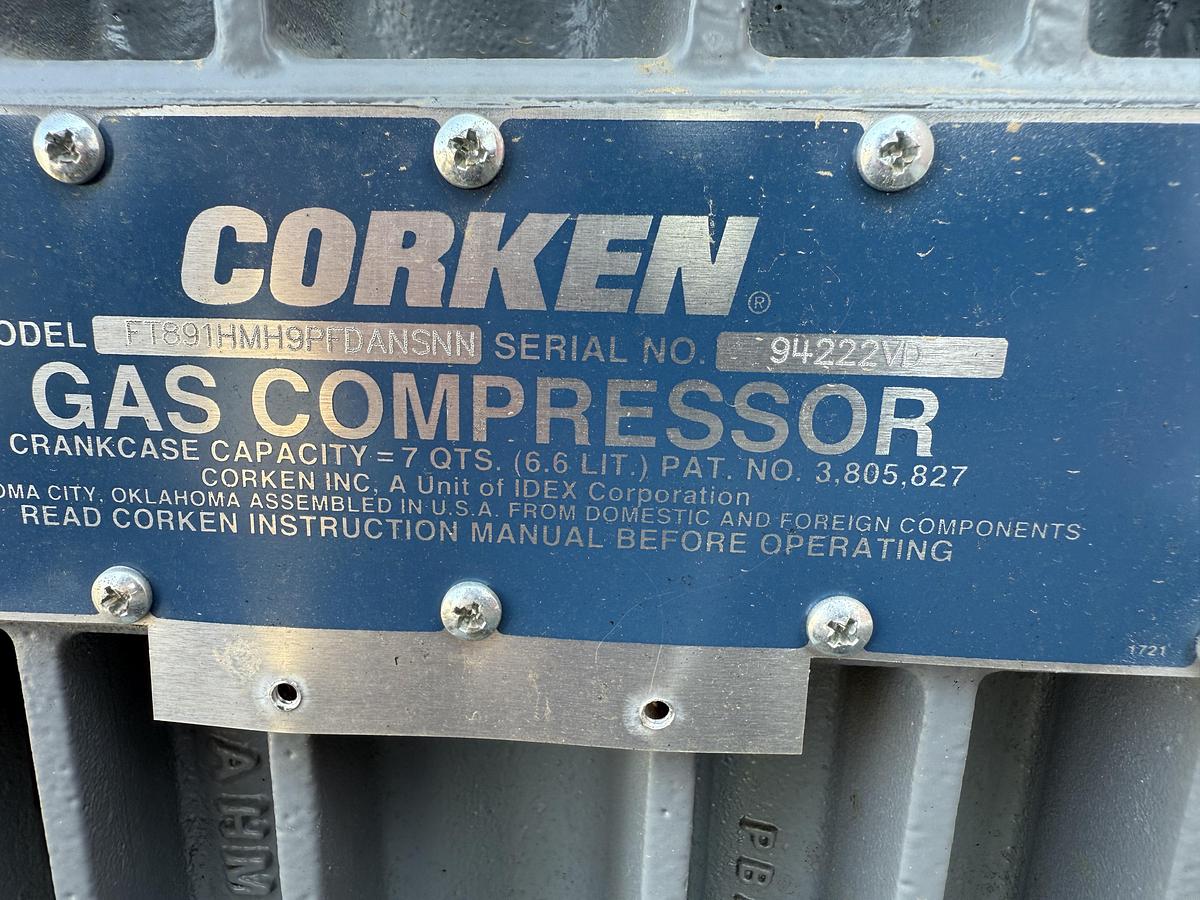 CORKEN®
ODEL FT891HMH9PFDANSNN SERIAL NO. 94222VD
GAS COMPRESSOR
CRANKCASE CAPACITY = 7 QTS. (6.6 LIT.) PAT. NO. 3,805,827
CORKEN INC, A Unit of IDEX Corporation
OMA CITY, OKLAHOMA ASSEMBLED IN U.S.A. FROM DOMESTIC AND FOREIGN COMPONENTS
READ CORKEN INSTRUCTION MANUAL BEFORE OPERATING
1721